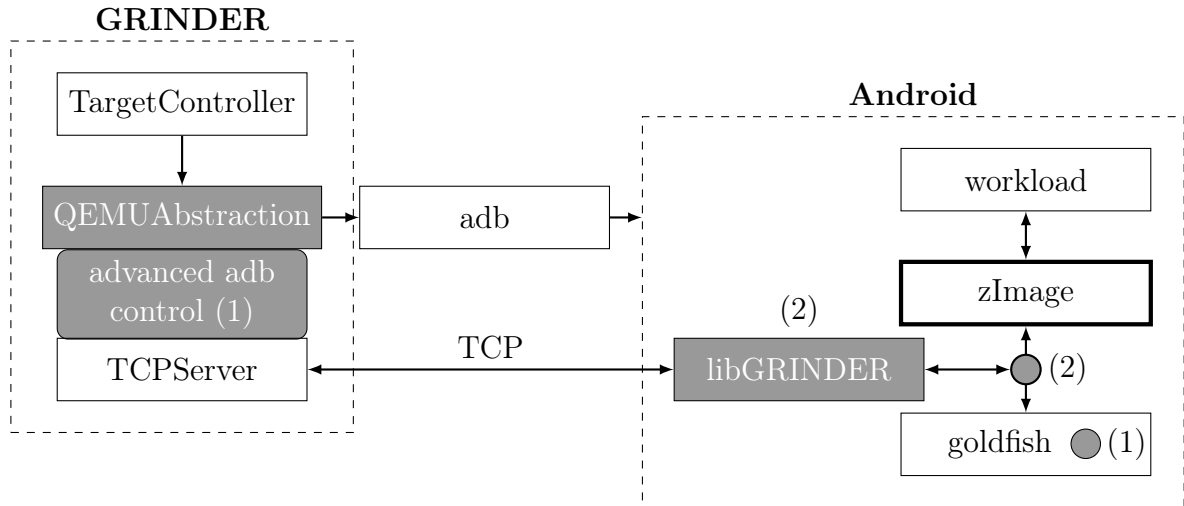 GRINDER
TargetController
QEMUAbstraction
advanced adb
control (1)
TCPServer
adb
TCP
Android
workload
zImage
(2)
libGRINDER
(2)
goldfish
(1)